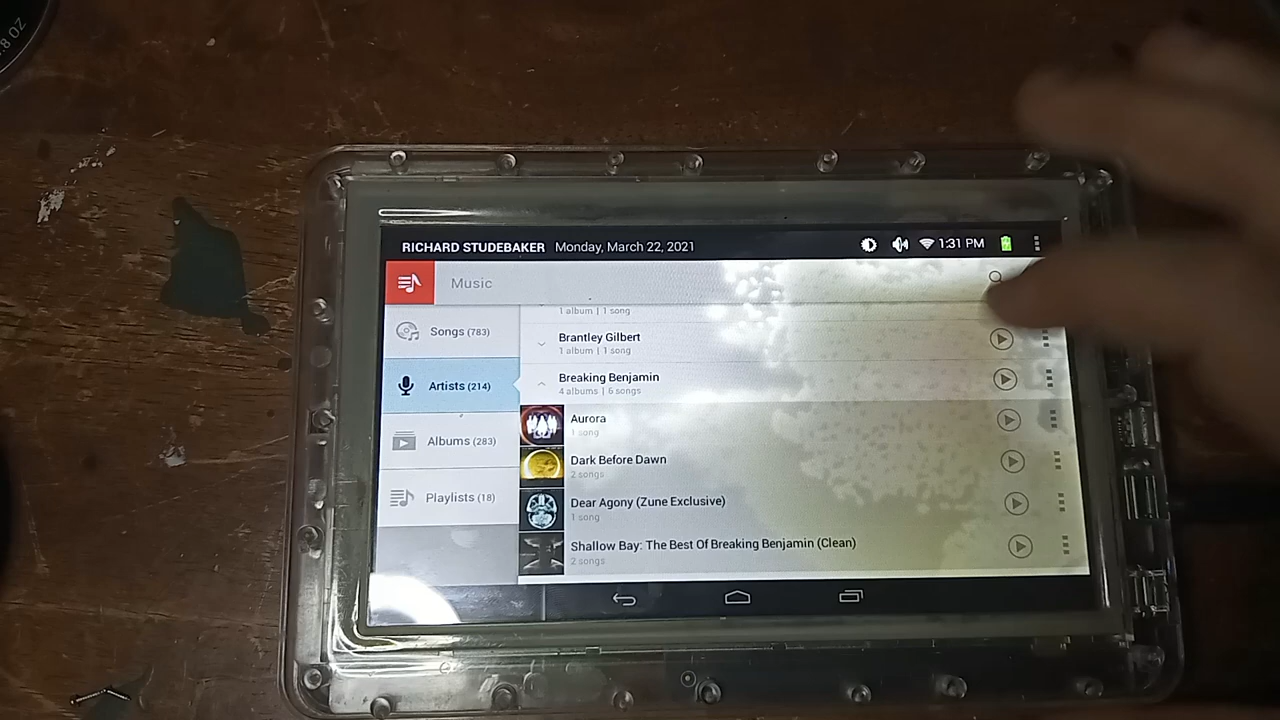 ZO 8.
RICHARD STUDEBAKER Monday, March 22, 2021 1:31 PM
Music
Songs (783)
Artists (214)
Albums (283)
Playlists (18)
1 album | 1 song
Brantley Gilbert
1 album | 1 song
Breaking Benjamin
4 albums | 6 songs
Aurora
1 song
Dark Before Dawn
2 songs
Dear Agony (Zune Exclusive)
1 song
Shallow Bay: The Best Of Breaking Benjamin (Clean)
2 songs